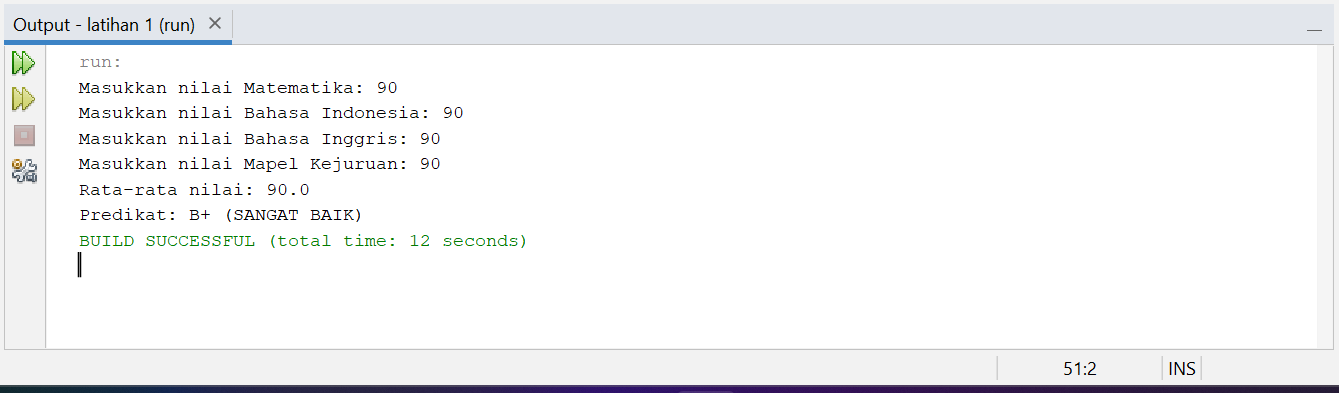 Output - latihan 1 (run)
run:
Masukkan nilai Matematika: 90
Masukkan nilai Bahasa Indonesia: 90
Masukkan nilai Bahasa Inggris: 90
Masukkan nilai Mapel Kejuruan: 90
Rata-rata nilai: 90.0
Predikat: B+ (SANGAT BAIK)
BUILD SUCCESSFUL (total time: 12 seconds)
51:2 INS